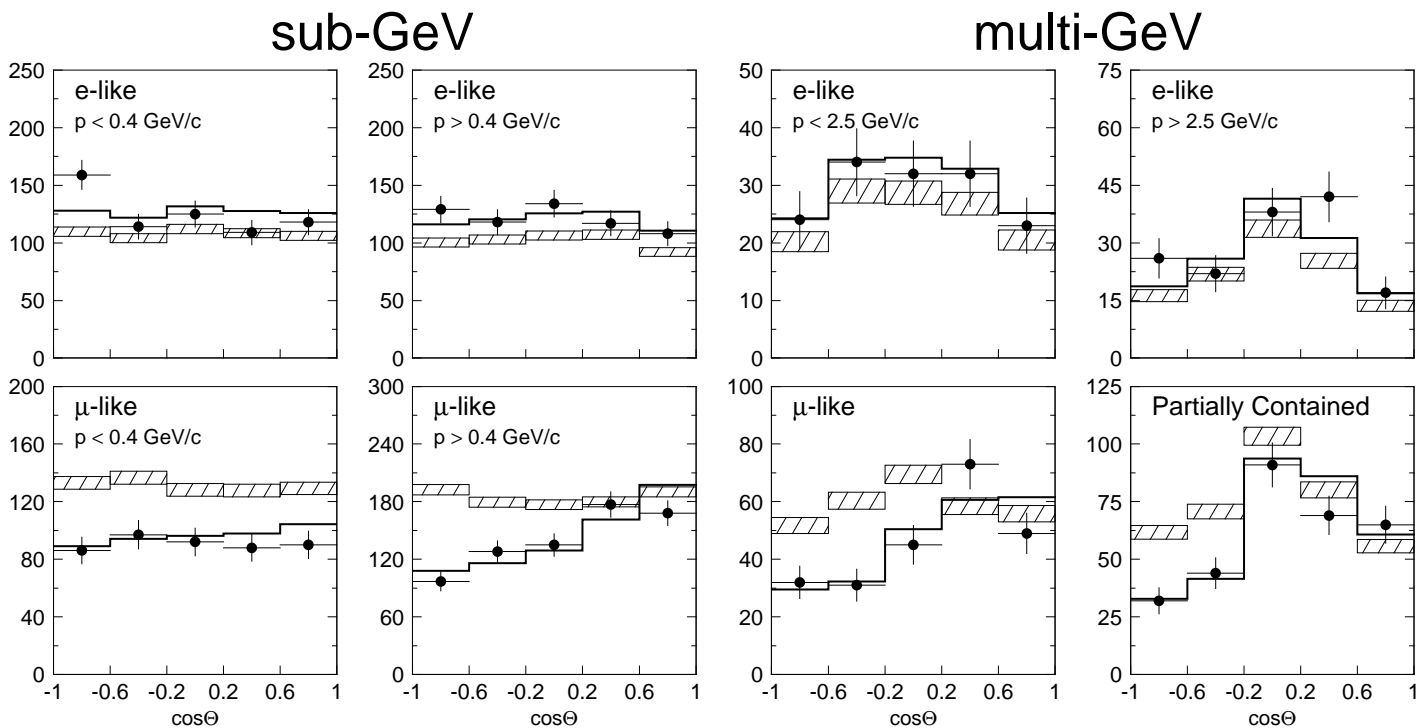 sub-GeV
multi-GeV
250
200
150
100
50
0
e-like
p < 0.4 GeV/c
250
200
150
100
50
0
e-like
p > 0.4 GeV/c
50
40
30
20
10
0
e-like
p < 2.5 GeV/c
75
60
45
30
15
0
e-like
p > 2.5 GeV/c
200
160
120
80
40
0
μ-like
p < 0.4 GeV/c
-1 -0.6 -0.2 0.2 0.6 1
cosΘ
300
240
180
120
60
0
μ-like
p > 0.4 GeV/c
-1 -0.6 -0.2 0.2 0.6 1
cosΘ
100
80
60
40
20
0
μ-like
-1 -0.6 -0.2 0.2 0.6 1
cosΘ
125
100
75
50
25
0
Partially Contained
-1 -0.6 -0.2 0.2 0.6 1
cosΘ